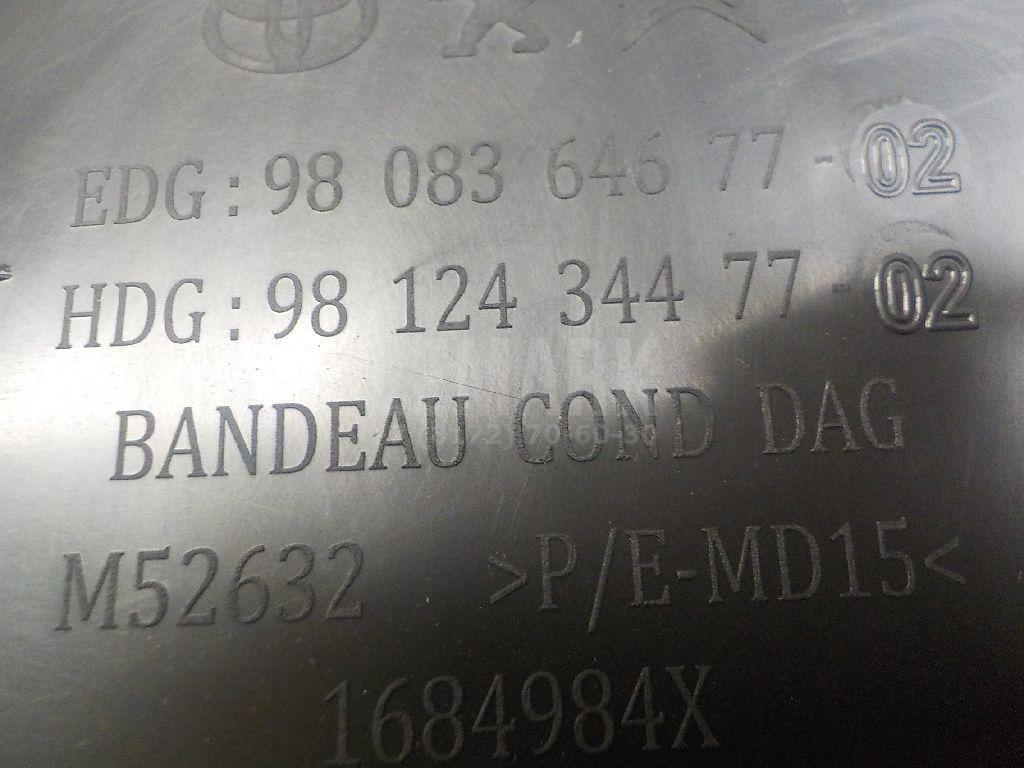 EDG: 98 083 646 77-02
HDG: 98 124 344 77-02
BANDEAU COND DAG
M52632 >P/E-MD15<
1684984X